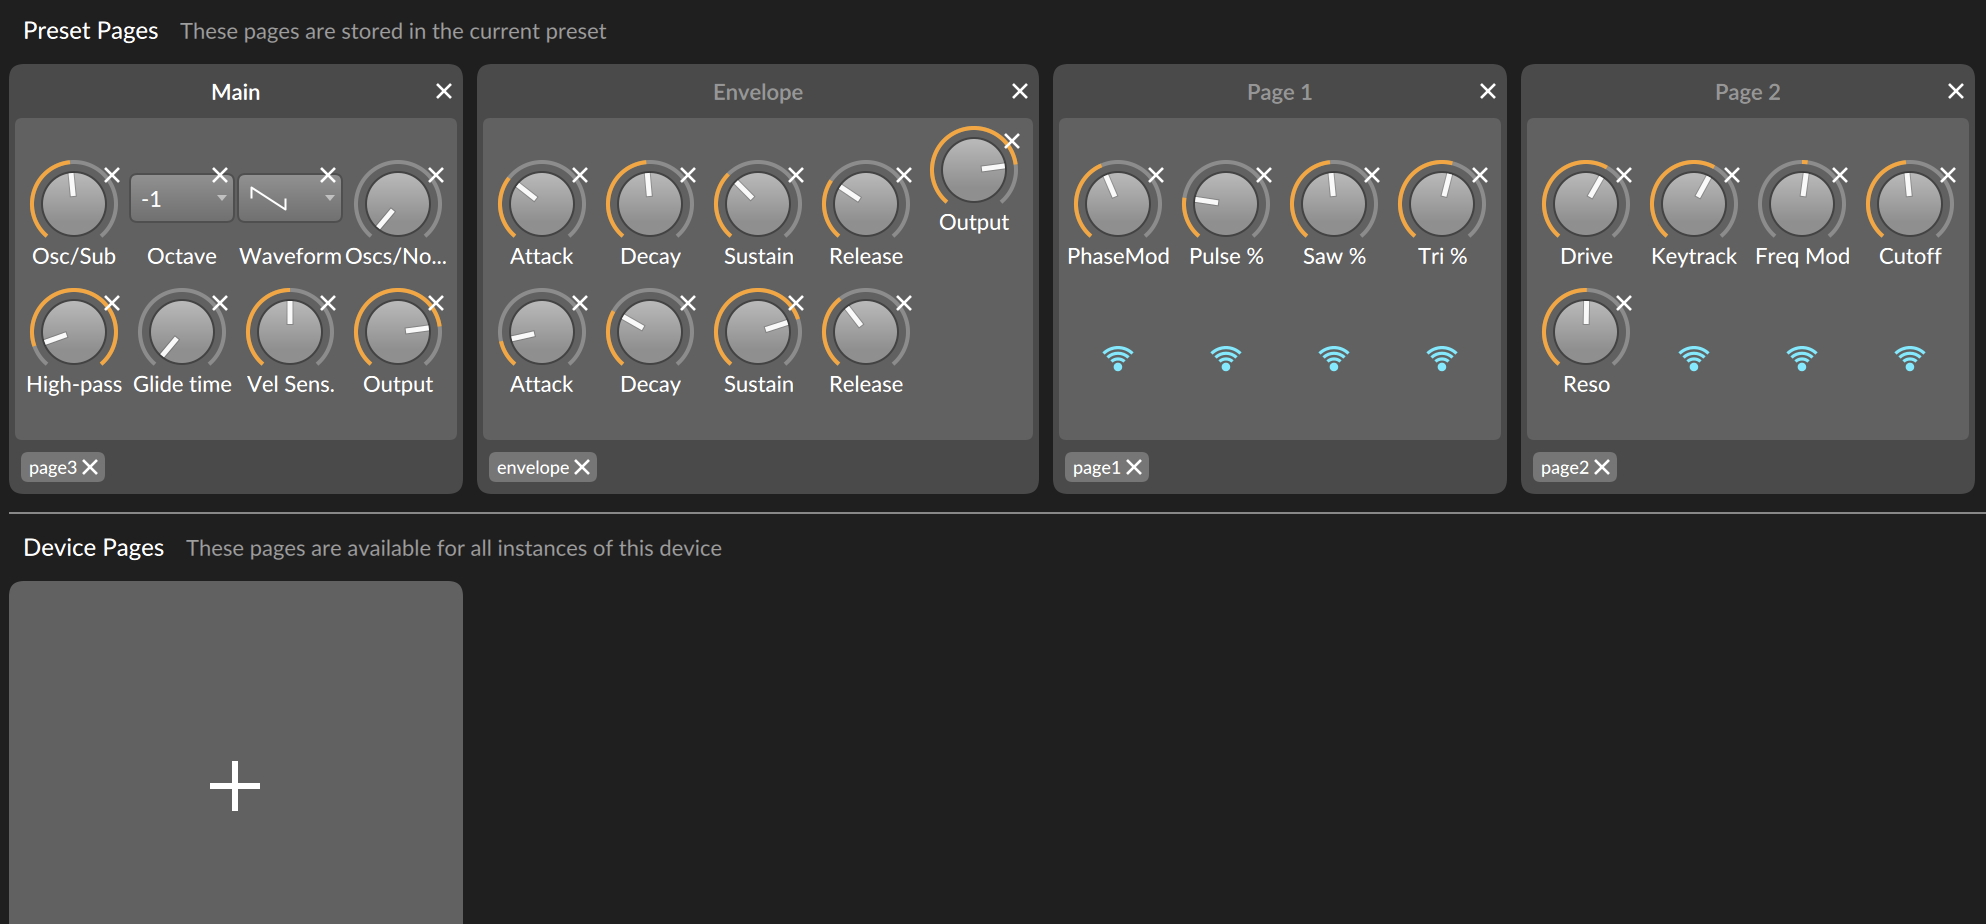 Preset Pages These pages are stored in the current preset
Main
Osc/Sub
-1
Octave
Waveform
Oscs/No...
High-pass
Glide time
Vel Sens.
Output
page3
Envelope
Attack
Decay
Sustain
Release
Output
Attack
Decay
Sustain
Release
envelope
Page 1
PhaseMod
Pulse %
Saw %
Tri %
page1
Page 2
Drive
Keytrack
Freq Mod
Cutoff
Reso
page2
Device Pages These pages are available for all instances of this device